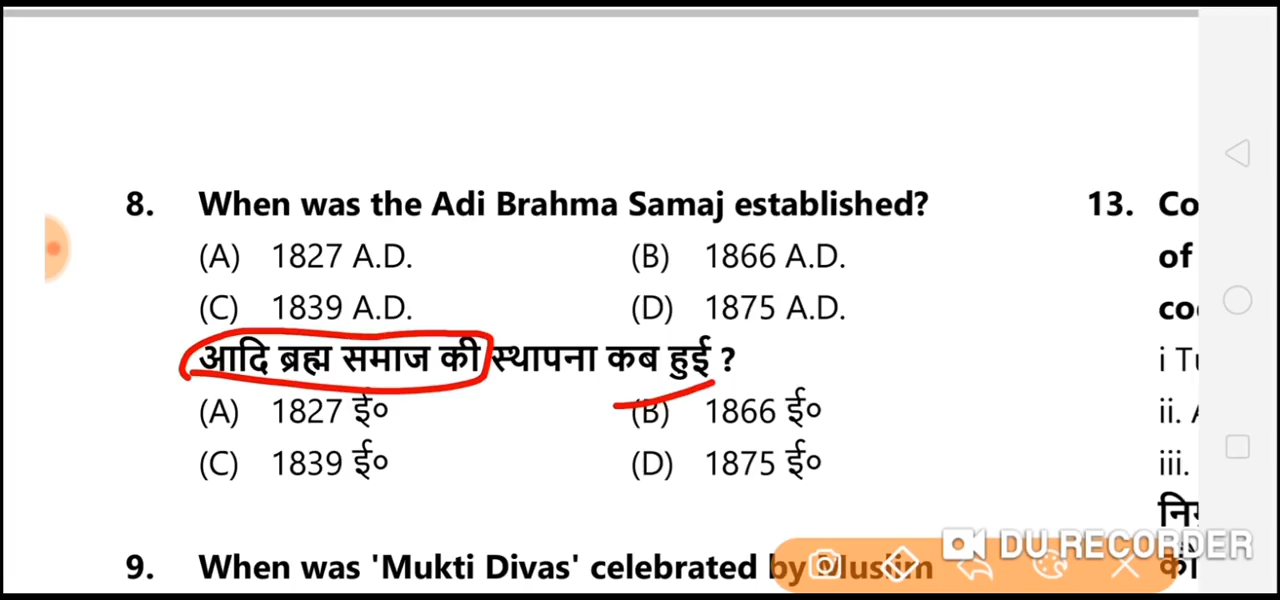 8. When was the Adi Brahma Samaj established?
(A) 1827 A.D. (B) 1866 A.D.
(C) 1839 A.D. (D) 1875 A.D.
आदि ब्रह्म समाज की स्थापना कब हुई ?
(A) 1827 ई० (B) 1866 ई०
(C) 1839 ई० (D) 1875 ई०
9. When was 'Mukti Divas' celebrated by Muslim
13. Co
of
co
i Tu
ii.
iii.
की
DU RECORDER